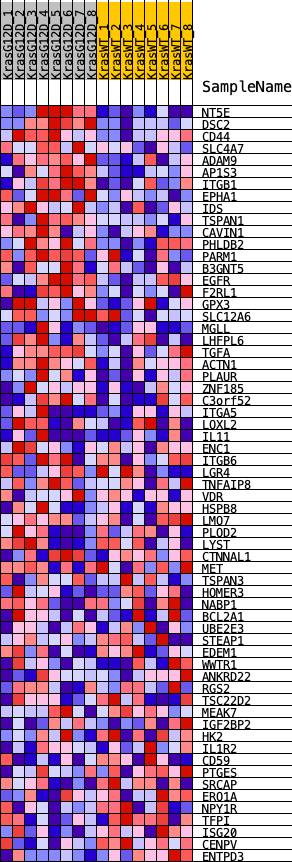 KrasG12D_1
KrasG12D_2
KrasG12D_3
KrasG12D_4
KrasG12D_5
KrasG12D_6
KrasG12D_7
KrasG12D_8
KrasWT_1
KrasWT_2
KrasWT_3
KrasWT_4
KrasWT_5
KrasWT_6
KrasWT_7
KrasWT_8
SampleName
NT5E
DSC2
CD44
SLC4A7
ADAM9
AP1S3
ITGB1
EPHA1
IDS
TSPAN1
CAVIN1
PHLDB2
PARM1
B3GNT5
EGFR
F2RL1
GPX3
SLC12A6
MGLL
LHFPL6
TGFA
ACTN1
PLAUR
ZNF185
C3orf52
ITGA5
LOXL2
IL11
ENC1
ITGB6
LGR4
TNFAIP8
VDR
HSPB8
LMO7
PLOD2
LYST
CTNNAL1
MET
TSPAN3
HOMER3
NABP1
BCL2A1
UBE2E3
STEAP1
EDEM1
WWTR1
ANKRD22
RGS2
TSC22D2
MEAK7
IGF2BP2
HK2
IL1R2
CD59
PTGES
SRCAP
ERO1A
NPY1R
TFPI
ISG20
CENPV
ENTPD3